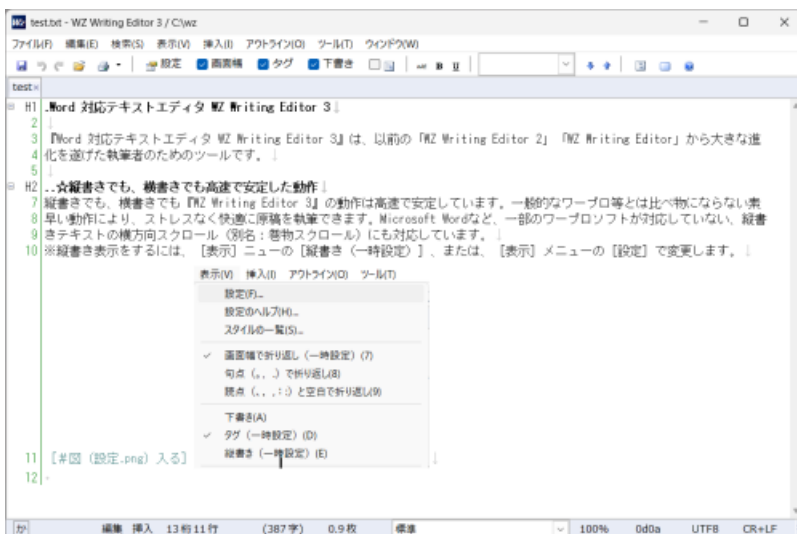 test.txt - WZ Writing Editor 3 / C:\wz
ファイル(F) 編集(E) 検索(S) 表示(V) 挿入(I) アウトライン(O) ツール(T) ウィンドウ(W)
設定 画面幅 タグ 下書き B U
test×
H1 .Word 対応テキストエディタ WZ Writing Editor 3↓
2 ↓
3 『Word 対応テキストエディタ WZ Writing Editor 3』は、以前の「WZ Writing Editor 2」「WZ Writing Editor」から大きな進
4 化を遂げた執筆者のためのツールです。↓
5 ↓
H2 ..☆縦書きでも、横書きでも高速で安定した動作↓
7 縦書きでも、横書きでも『WZ Writing Editor 3』の動作は高速で安定しています。一般的なワープロ等とは比べ物にならない素
8 早い動作により、ストレスなく快適に原稿を執筆できます。Microsoft Wordなど、一部のワープロソフトが対応していない、縦書
9 きテキストの横方向スクロール（別名：巻物スクロール）にも対応しています。↓
10 ※縦書き表示をするには、［表示］ニューの［縦書き（一時設定）］、または、［表示］メニューの［設定］で変更します。↓
表示(V) 挿入(I) アウトライン(O) ツール(T)
設定(F)...
設定のヘルプ(H)...
スタイルの一覧(S)...
✓ 画面幅で折り返し（一時設定）(7)
句点（。．）で折り返し(8)
読点（、，：；）と空白で折り返し(9)
下書き(A)
✓ タグ（一時設定）(D)
縦書き（一時設定）(E)
11 ［＃図（設定.png）入る］ ↓
12
か 編集 挿入 13桁11行 (387字) 0.9枚 標準 100% 0d0a UTF8 CR+LF